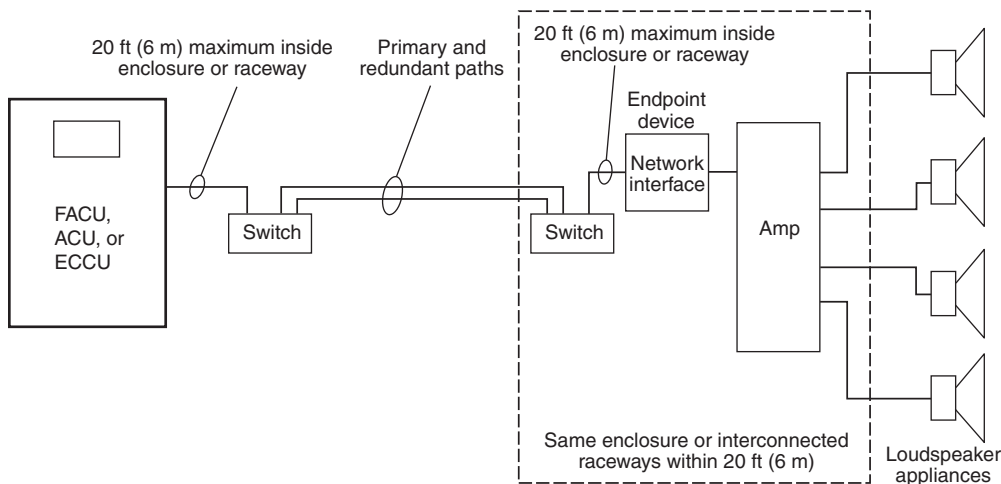 20 ft (6 m) maximum inside
enclosure or raceway
Primary and
redundant paths
20 ft (6 m) maximum inside
enclosure or raceway
Endpoint
device
Network
interface
FACU,
ACU, or
ECCU
Switch
Switch
Amp
Same enclosure or interconnected
raceways within 20 ft (6 m)
Loudspeaker
appliances